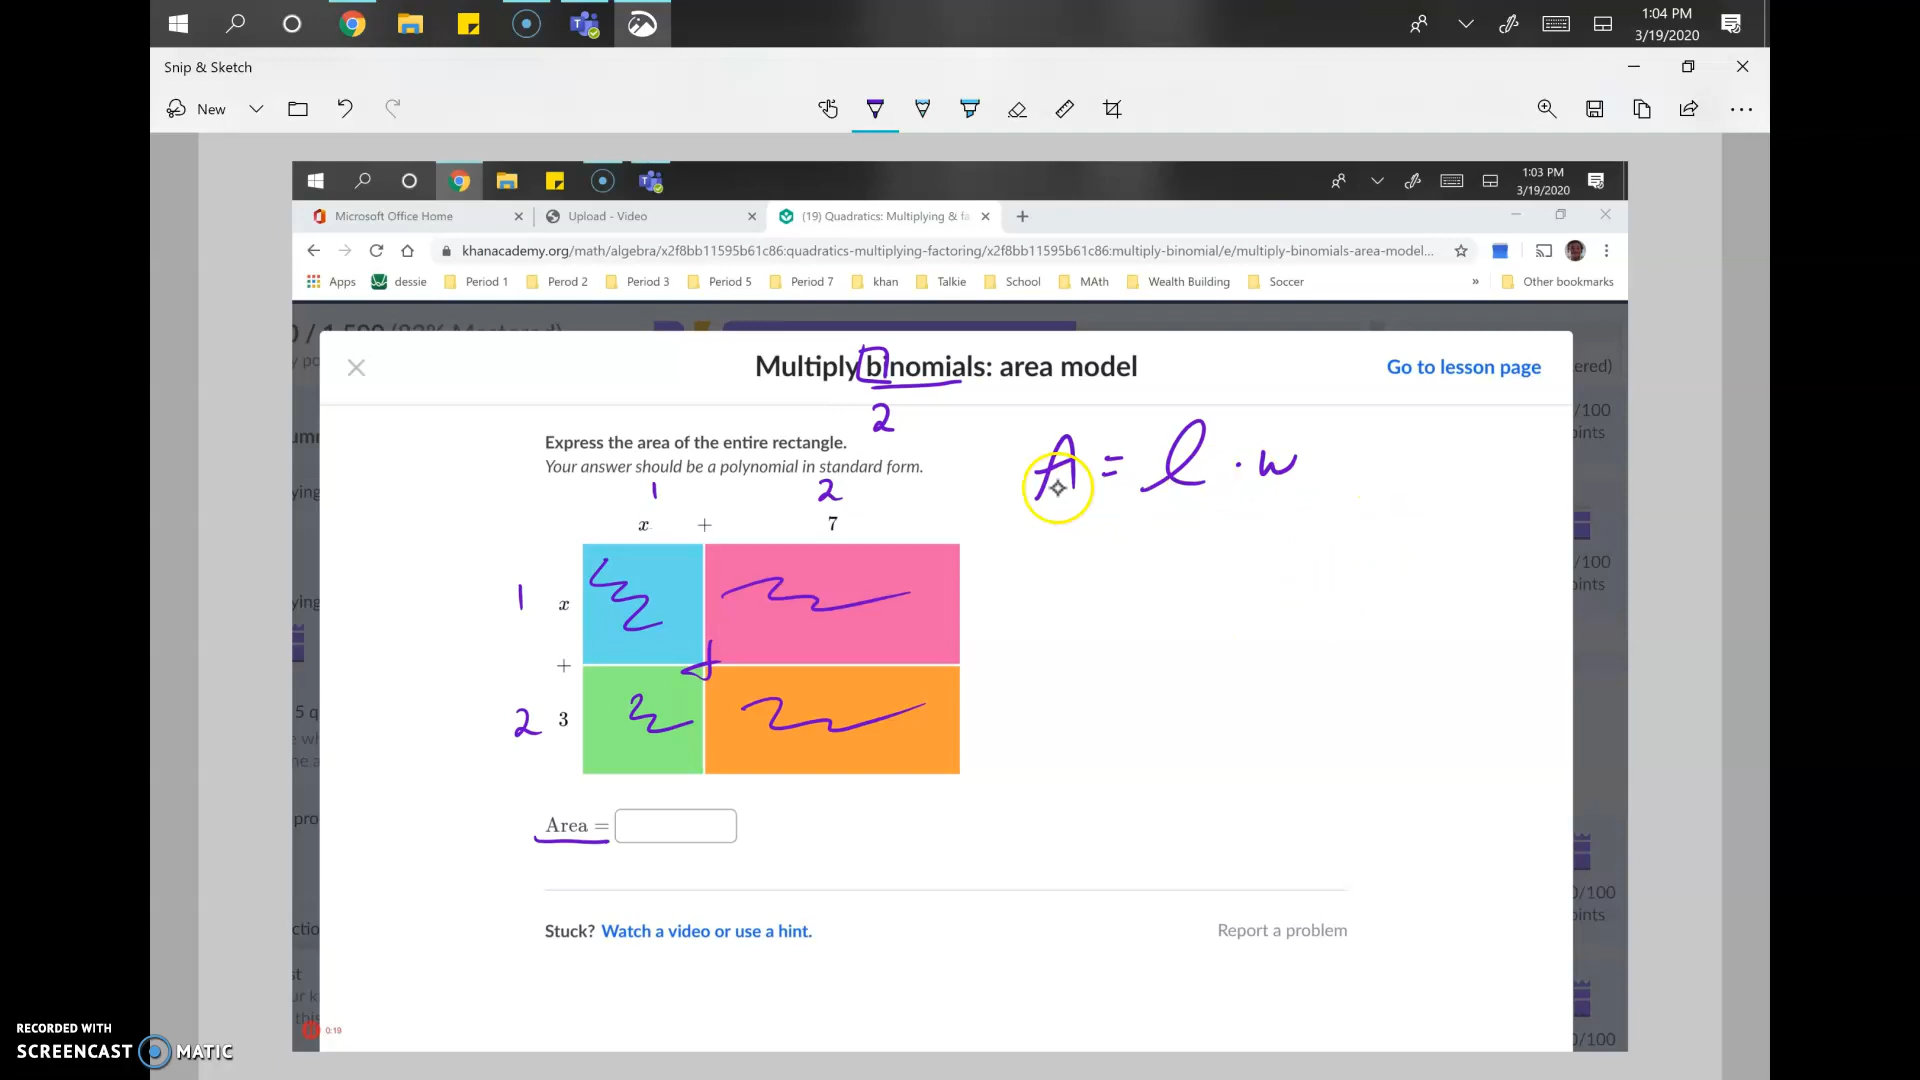 1:04 PM
3/19/2020
Snip & Sketch
New
1:03 PM
3/19/2020
Microsoft Office Home
Upload - Video
(19) Quadratics: Multiplying & fa
khanacademy.org/math/algebra/x2f8bb11595b61c86:quadratics-multiplying-factoring/x2f8bb11595b61c86:multiply-binomial/e/multiply-binomials-area-model...
Apps dessie Period 1 Perod 2 Period 3 Period 5 Period 7 khan Talkie School MAth Wealth Building Soccer » Other bookmarks
Multiply binomials: area model
Go to lesson page
2
Express the area of the entire rectangle.
Your answer should be a polynomial in standard form.
A = l · w
1 2
x + 7
1 x
+
2 3
Area =
Stuck? Watch a video or use a hint.
Report a problem
0:19
RECORDED WITH
SCREENCAST MATIC